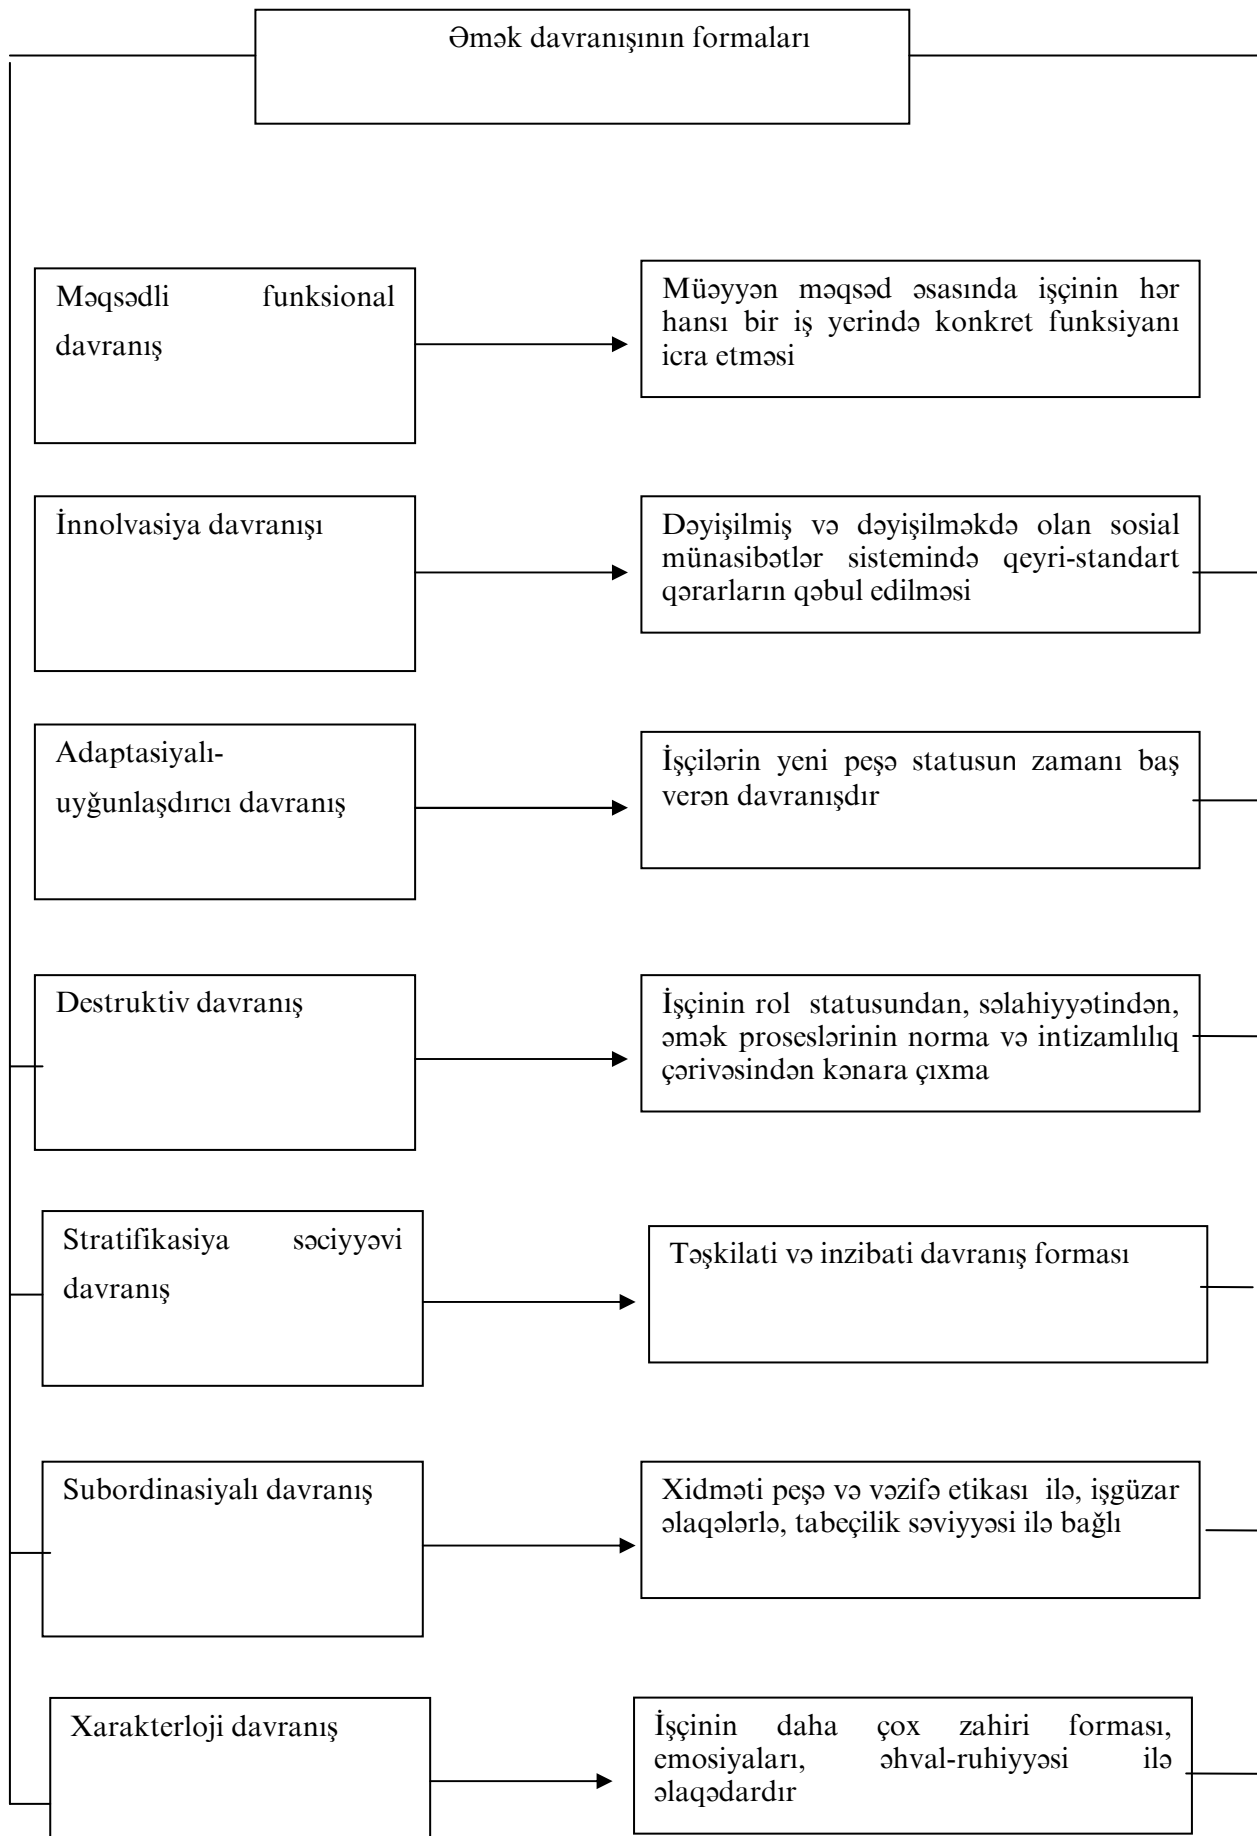 Əmək davranışının formaları
Məqsədli funksional
davranış
Müəyyən məqsəd əsasında işçinin hər
hansı bir iş yerində konkret funksiyanı
icra etməsi
İnnolvasiya davranışı
Dəyişilmiş və dəyişilməkdə olan sosial
münasibətlər sistemində qeyri-standart
qərarların qəbul edilməsi
Adaptasiyalı-
uyğunlaşdırıcı davranış
İşçilərin yeni peşə statusun zamanı baş
verən davranışdır
Destruktiv davranış
İşçinin rol statusundan, səlahiyyətindən,
əmək proseslərinin norma və intizamlılıq
çərivəsindən kənara çıxma
Stratifikasiya səciyyəvi
davranış
Təşkilati və inzibati davranış forması
Subordinasiyalı davranış
Xidməti peşə və vəzifə etikası ilə, işgüzar
əlaqələrlə, tabeçilik səviyyəsi ilə bağlı
Xarakterloji davranış
İşçinin daha çox zahiri forması,
emosiyaları, əhval-ruhiyyəsi ilə
əlaqədardır